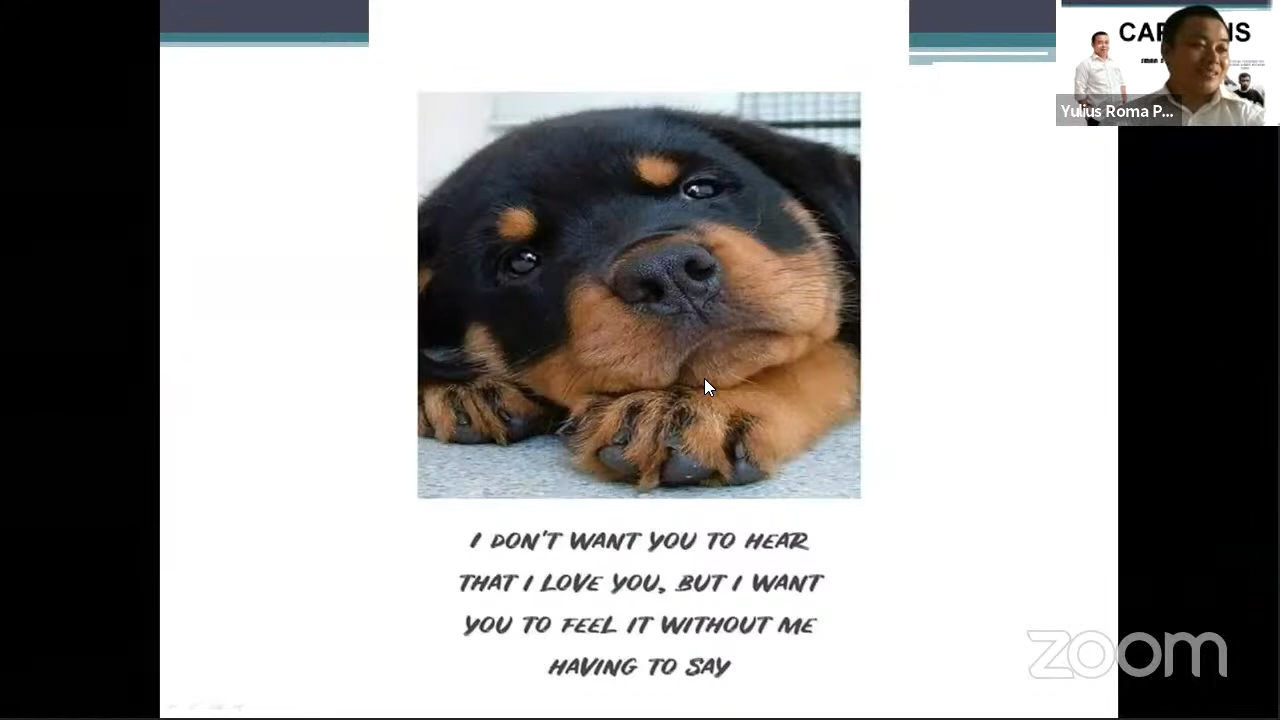 Yulius Roma P...
I DON'T WANT YOU TO HEAR
THAT I LOVE YOU, BUT I WANT
YOU TO FEEL IT WITHOUT ME
HAVING TO SAY
zoom